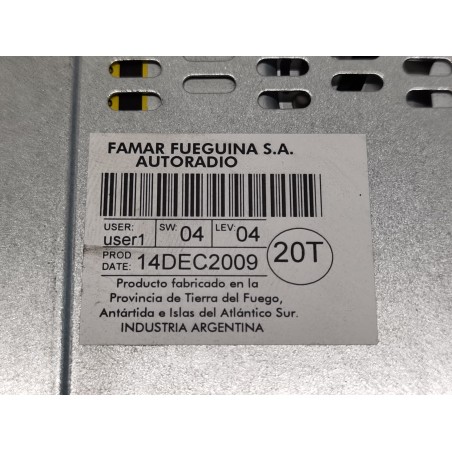 FAMAR FUEGUINA S.A.
AUTORADIO
USER: user1 SW: 04 LEV: 04
PROD DATE: 14DEC2009 20T
Producto fabricado en la
Provincia de Tierra del Fuego,
Antártida e Islas del Atlántico Sur.
INDUSTRIA ARGENTINA